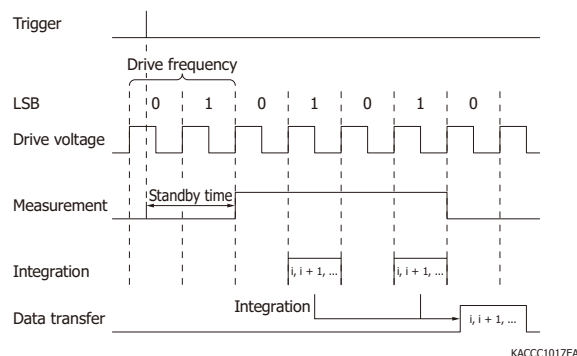 Trigger
Drive frequency
LSB 0 1 0 1 0 1 0
Drive voltage
Measurement Standby time
Integration i, i + 1, ... i, i + 1, ...
Data transfer Integration i, i + 1, ...
KACCC1017EA